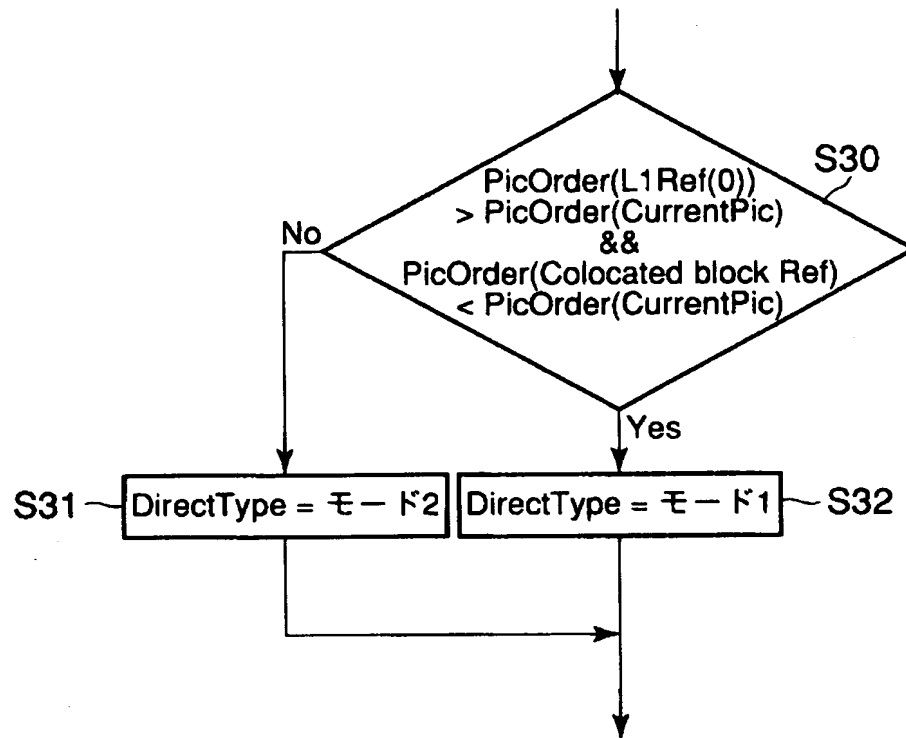 S30
PicOrder(L1Ref(0))
> PicOrder(CurrentPic)
&&
PicOrder(Colocated block Ref)
< PicOrder(CurrentPic)
No
Yes
S31
DirectType = モード2
DirectType = モード1
S32